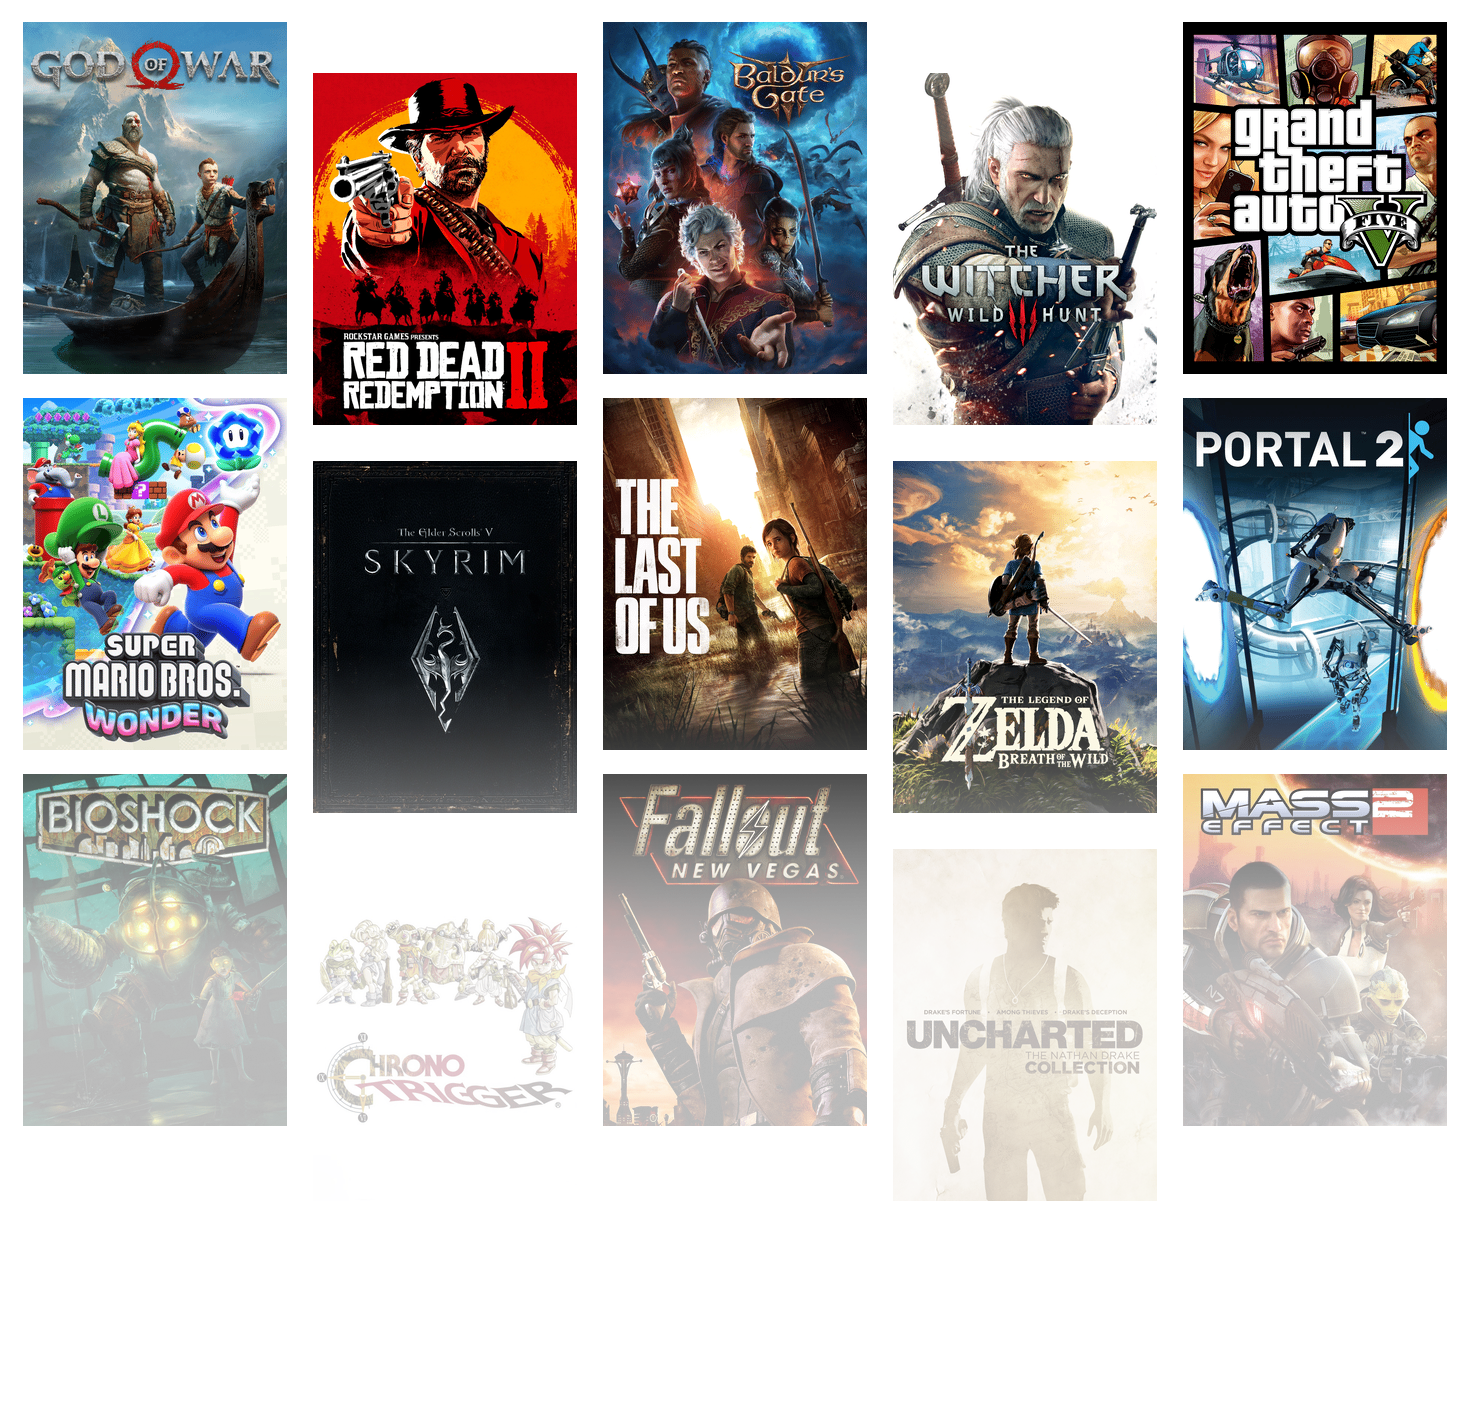 GOD OF WAR
ROCKSTAR GAMES PRESENTS
RED DEAD
REDEMPTION II
Baldur's
Gate
III
THE
WITCHER
WILD III HUNT
grand
theft
auto V
FIVE
SUPER
MARIO BROS.
WONDER
The Elder Scrolls V
SKYRIM
THE
LAST
OF US
THE LEGEND OF
ZELDA
BREATH OF THE WILD
PORTAL™ 2
BIOSHOCK
CHRONO
TRIGGER®
Fallout
NEW VEGAS
DRAKE'S FORTUNE • AMONG THIEVES • DRAKE'S DECEPTION
UNCHARTED
THE NATHAN DRAKE
COLLECTION
MASS
EFFECT 2
N7